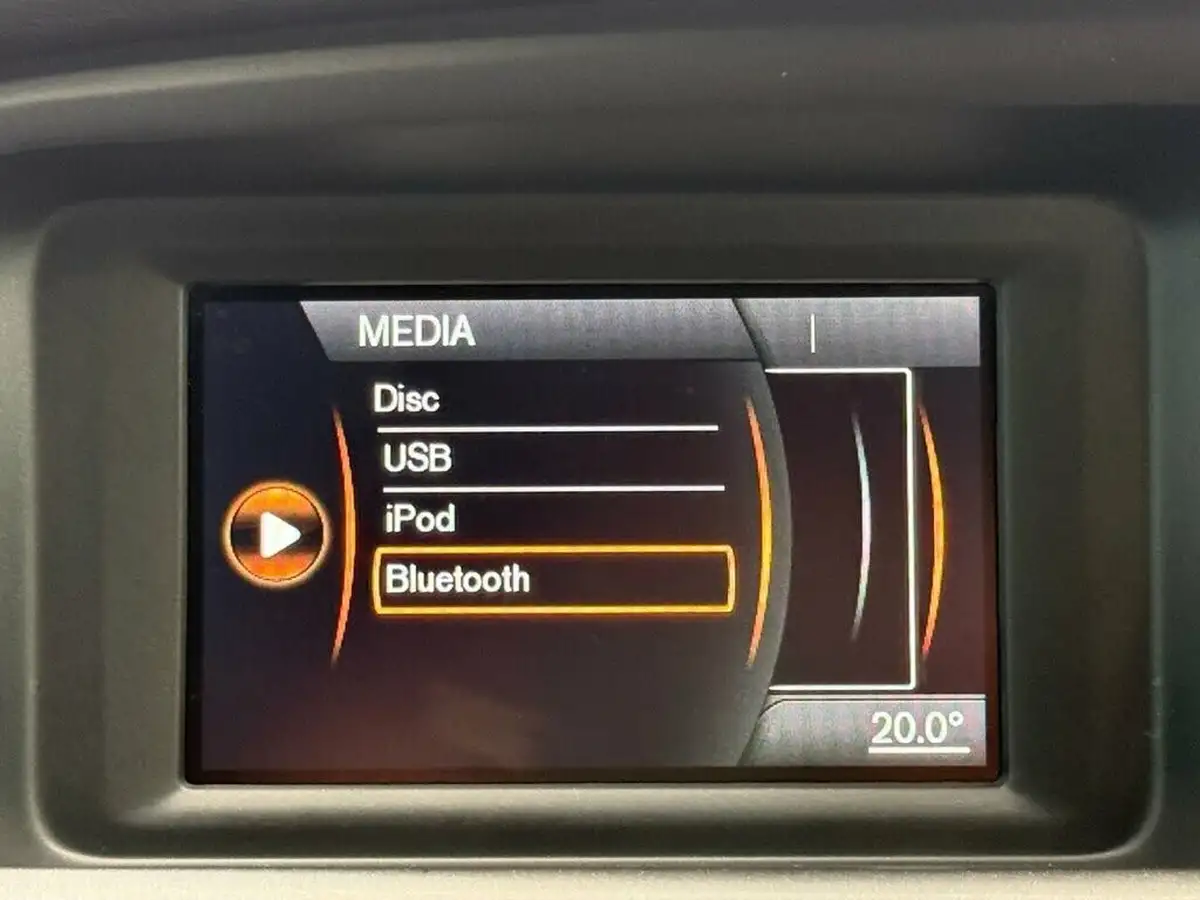 MEDIA
Disc
USB
iPod
Bluetooth
20.0°